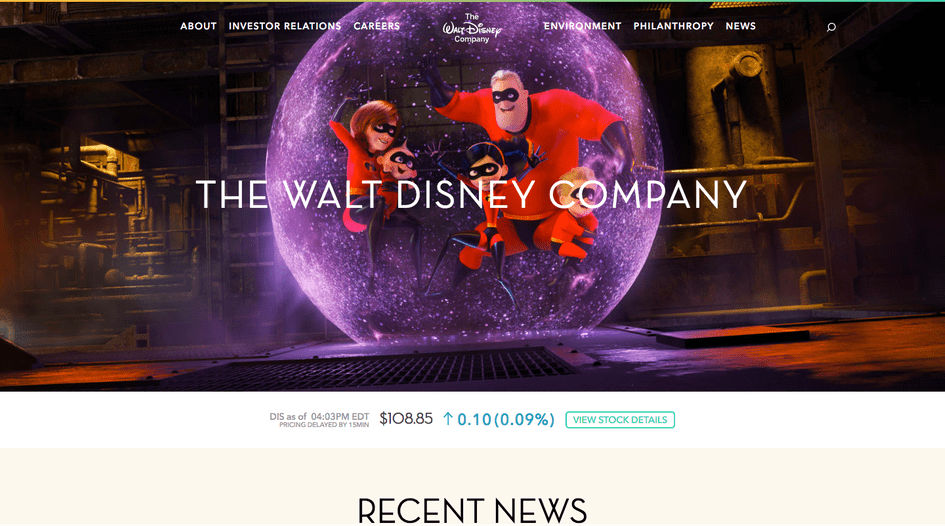 ABOUT INVESTOR RELATIONS CAREERS
The
WALT DISNEY
Company
ENVIRONMENT PHILANTHROPY NEWS
THE WALT DISNEY COMPANY
DIS as of 04:03PM EDT
PRICING DELAYED BY 15MIN
$108.85
↑ 0.10 (0.09%)
VIEW STOCK DETAILS
RECENT NEWS